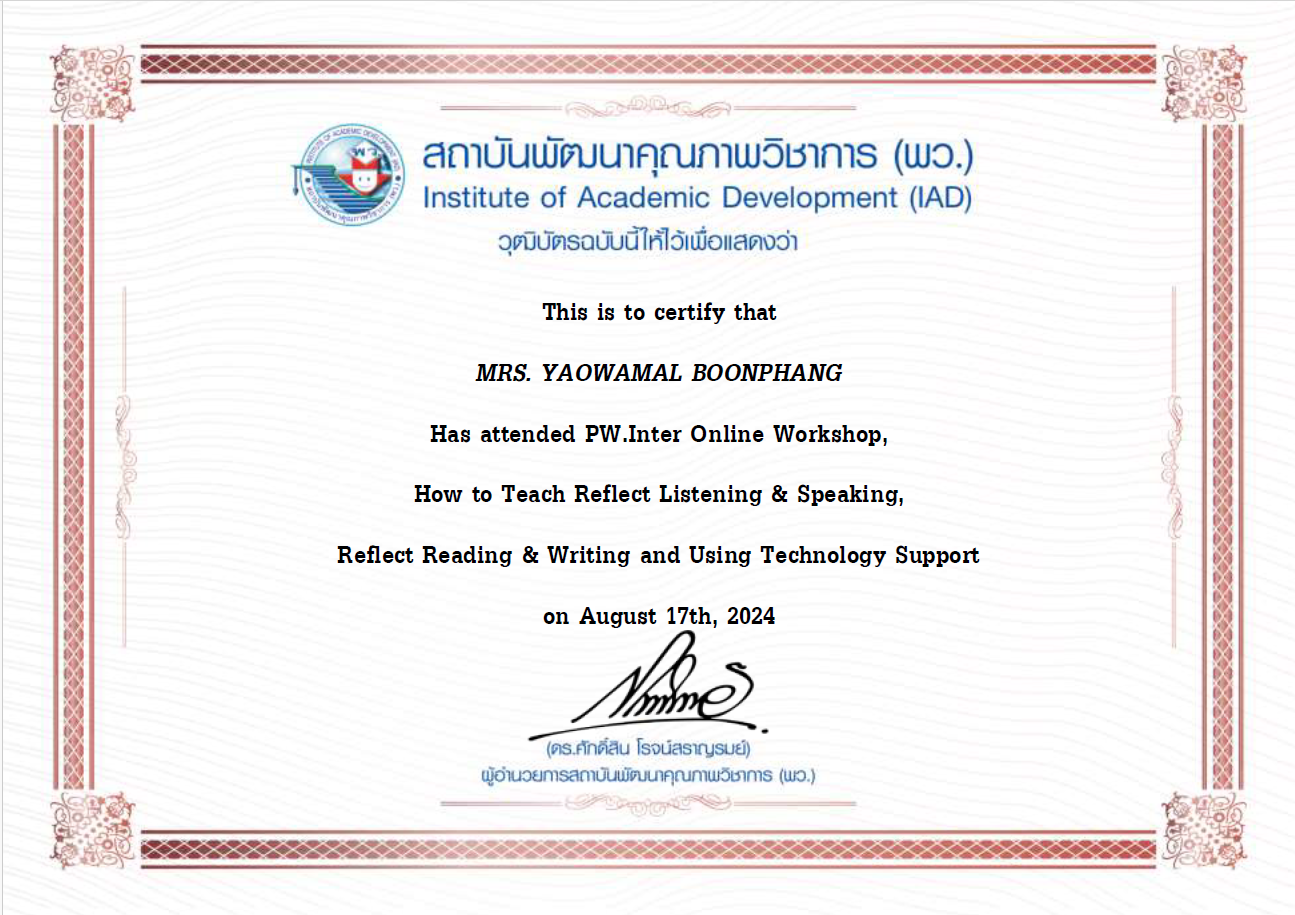 สถาบันพัฒนาคุณภาพวิชาการ (พว.)
Institute of Academic Development (IAD)
วุฒิบัตรฉบับนี้ให้ไว้เพื่อแสดงว่า
This is to certify that
MRS. YAOWAMAL BOONPHANG
Has attended PW.Inter Online Workshop,
How to Teach Reflect Listening & Speaking,
Reflect Reading & Writing and Using Technology Support
on August 17th, 2024
(ดร.ศักดิ์สิน โรจน์สราญรมย์)
ผู้อำนวยการสถาบันพัฒนาคุณภาพวิชาการ (พว.)